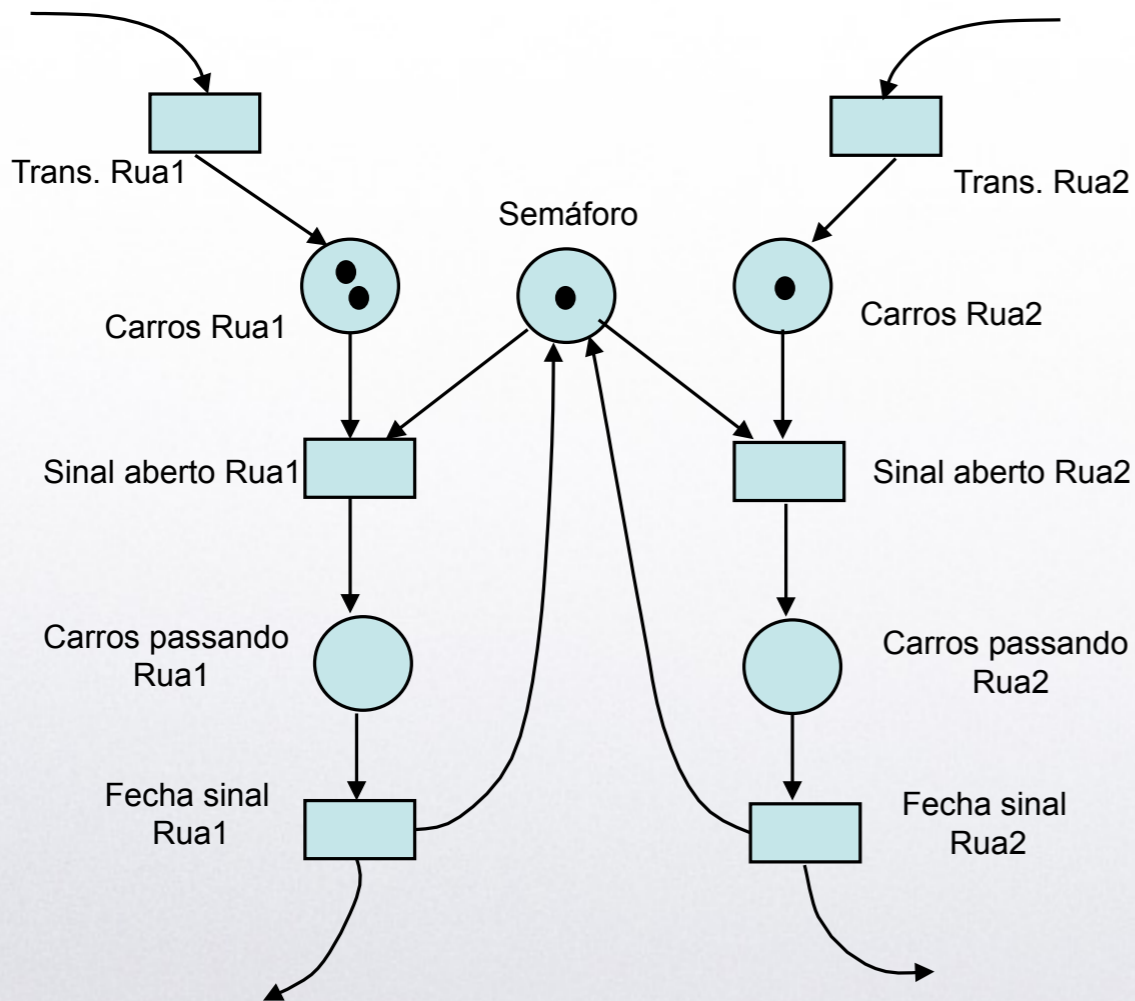 Trans. Rua1
Trans. Rua2
Semáforo
Carros Rua1
Carros Rua2
Sinal aberto Rua1
Sinal aberto Rua2
Carros passando
Rua1
Carros passando
Rua2
Fecha sinal
Rua1
Fecha sinal
Rua2